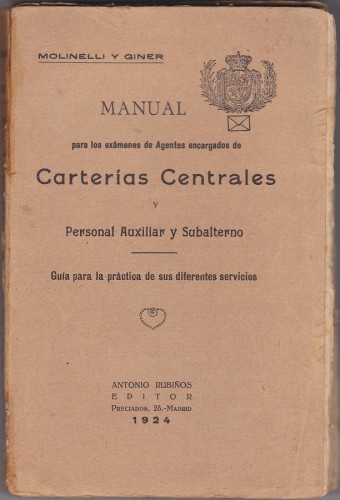 MOLINELLI Y GINER
MANUAL
para los exámenes de Agentes encargados de
Carterías Centrales
Y
Personal Auxiliar y Subalterno
Guía para la práctica de sus diferentes servicios
ANTONIO RUBIÑOS
EDITOR
PRECIADOS, 23.-MADRID
1924